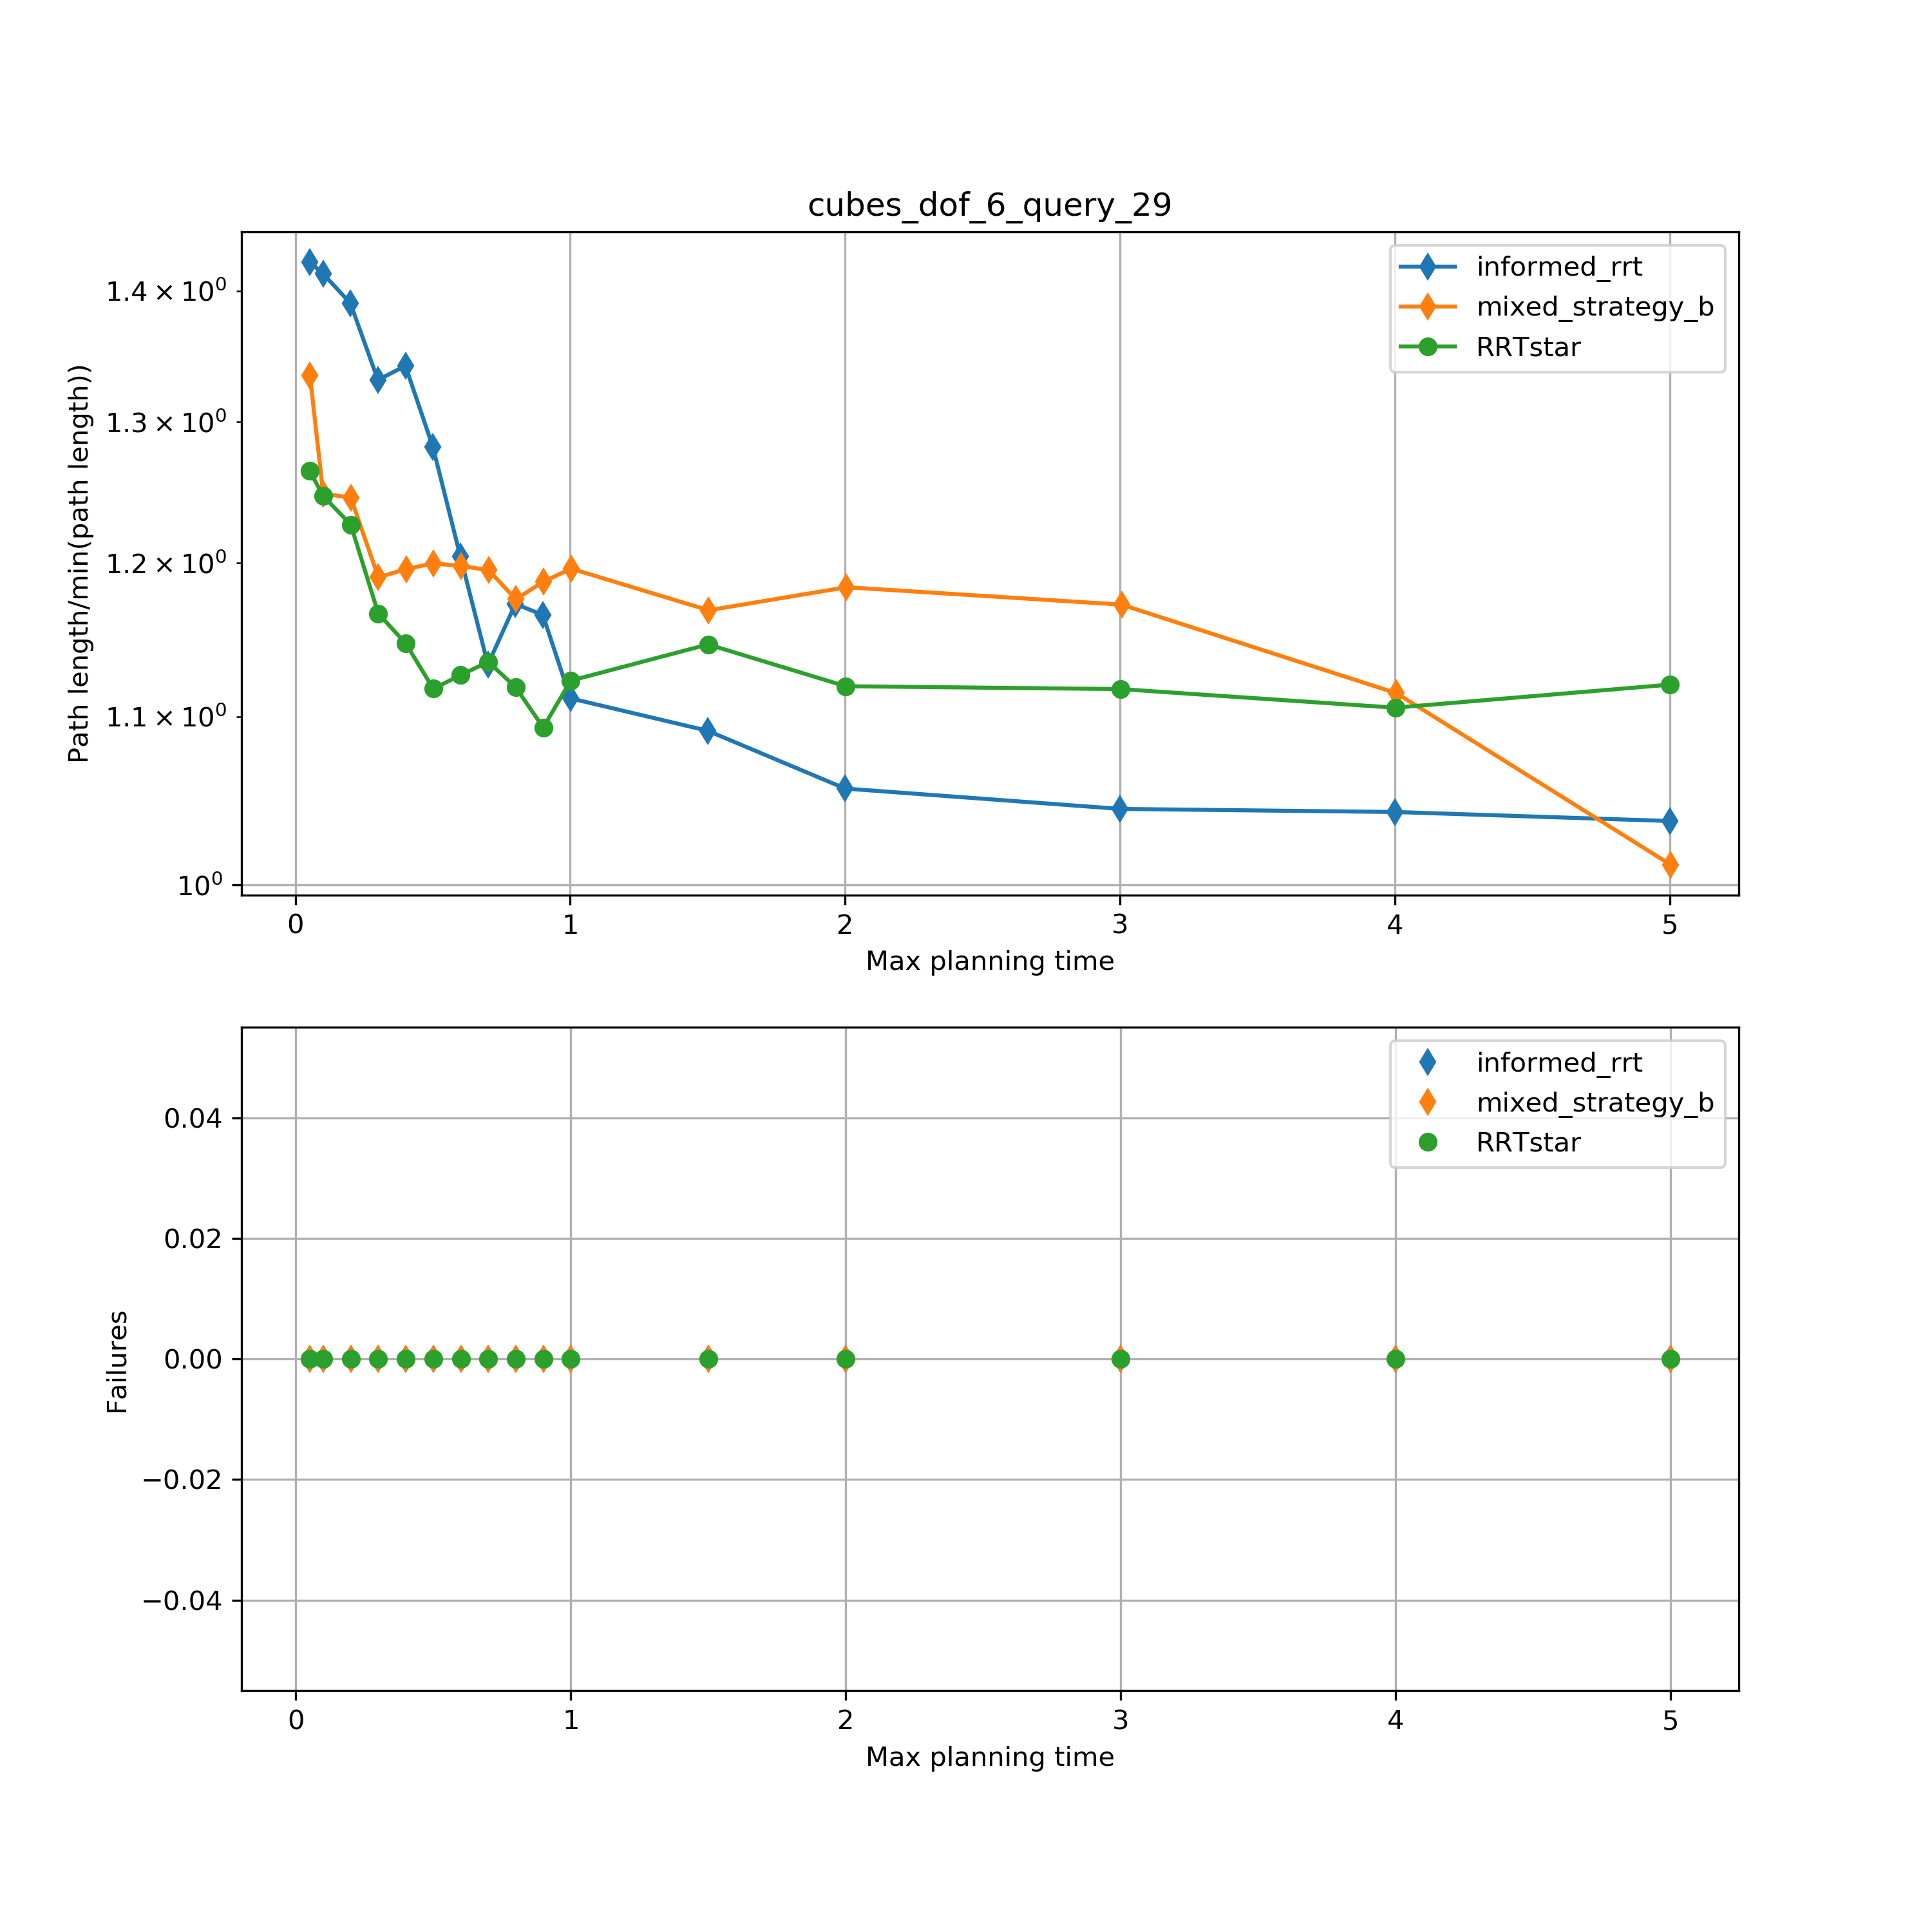 cubes_dof_6_query_29
Path length/min(path length))
1.4 × 10⁰
1.3 × 10⁰
1.2 × 10⁰
1.1 × 10⁰
10⁰
informed_rrt
mixed_strategy_b
RRTstar
0 1 2 3 4 5
Max planning time
Failures
0.04
0.02
0.00
−0.02
−0.04
informed_rrt
mixed_strategy_b
RRTstar
0 1 2 3 4 5
Max planning time